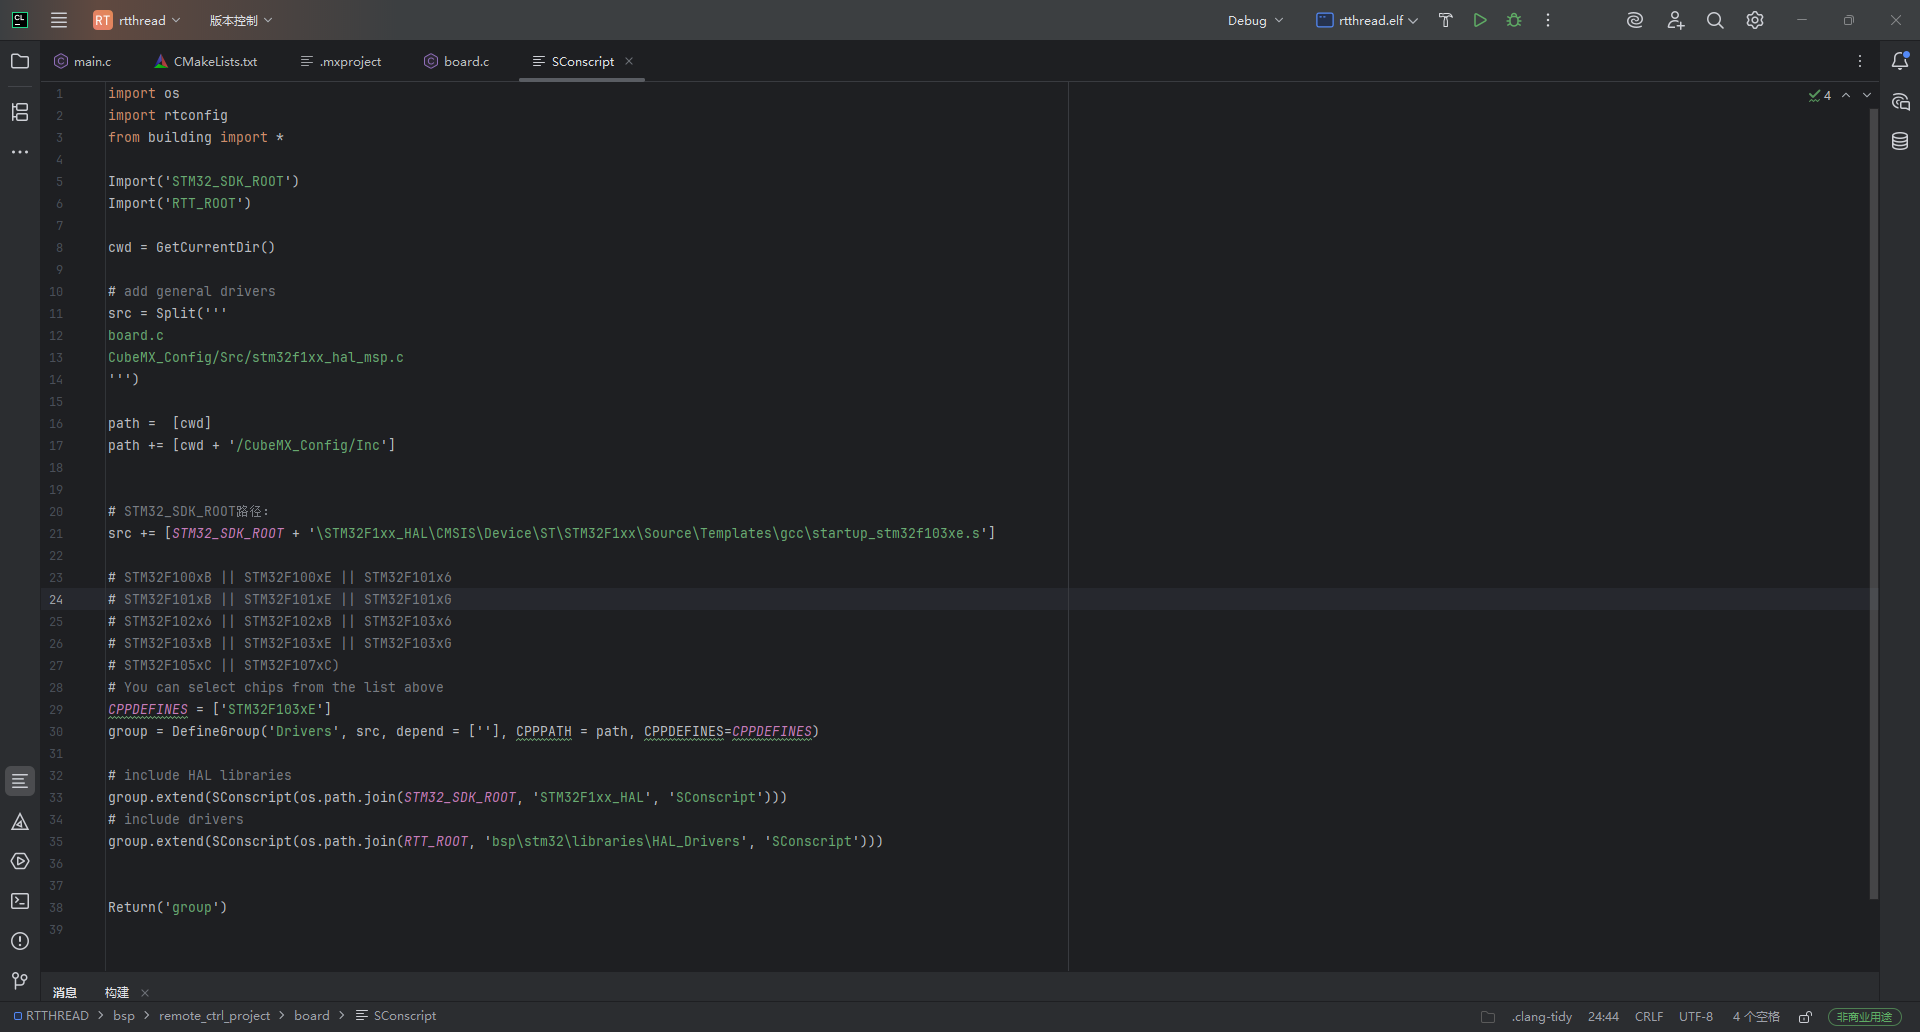 CL
RT rtthread 版本控制 Debug rtthread.elf
main.c CMakeLists.txt .mxproject board.c SConscript
4
1 import os
2 import rtconfig
3 from building import *
4
5 Import('STM32_SDK_ROOT')
6 Import('RTT_ROOT')
7
8 cwd = GetCurrentDir()
9
10 # add general drivers
11 src = Split('''
12 board.c
13 CubeMX_Config/Src/stm32f1xx_hal_msp.c
14 ''')
15
16 path =  [cwd]
17 path += [cwd + '/CubeMX_Config/Inc']
18
19
20 # STM32_SDK_ROOT路径:
21 src += [STM32_SDK_ROOT + '\STM32F1xx_HAL\CMSIS\Device\ST\STM32F1xx\Source\Templates\gcc\startup_stm32f103xe.s']
22
23 # STM32F100xB || STM32F100xE || STM32F101x6
24 # STM32F101xB || STM32F101xE || STM32F101xG
25 # STM32F102x6 || STM32F102xB || STM32F103x6
26 # STM32F103xB || STM32F103xE || STM32F103xG
27 # STM32F105xC || STM32F107xC)
28 # You can select chips from the list above
29 CPPDEFINES = ['STM32F103xE']
30 group = DefineGroup('Drivers', src, depend = [''], CPPPATH = path, CPPDEFINES=CPPDEFINES)
31
32 # include HAL libraries
33 group.extend(SConscript(os.path.join(STM32_SDK_ROOT, 'STM32F1xx_HAL', 'SConscript')))
34 # include drivers
35 group.extend(SConscript(os.path.join(RTT_ROOT, 'bsp\stm32\libraries\HAL_Drivers', 'SConscript')))
36
37
38 Return('group')
39
消息 构建
RTTHREAD > bsp > remote_ctrl_project > board > SConscript .clang-tidy 24:44 CRLF UTF-8 4 个空格 非商业用途